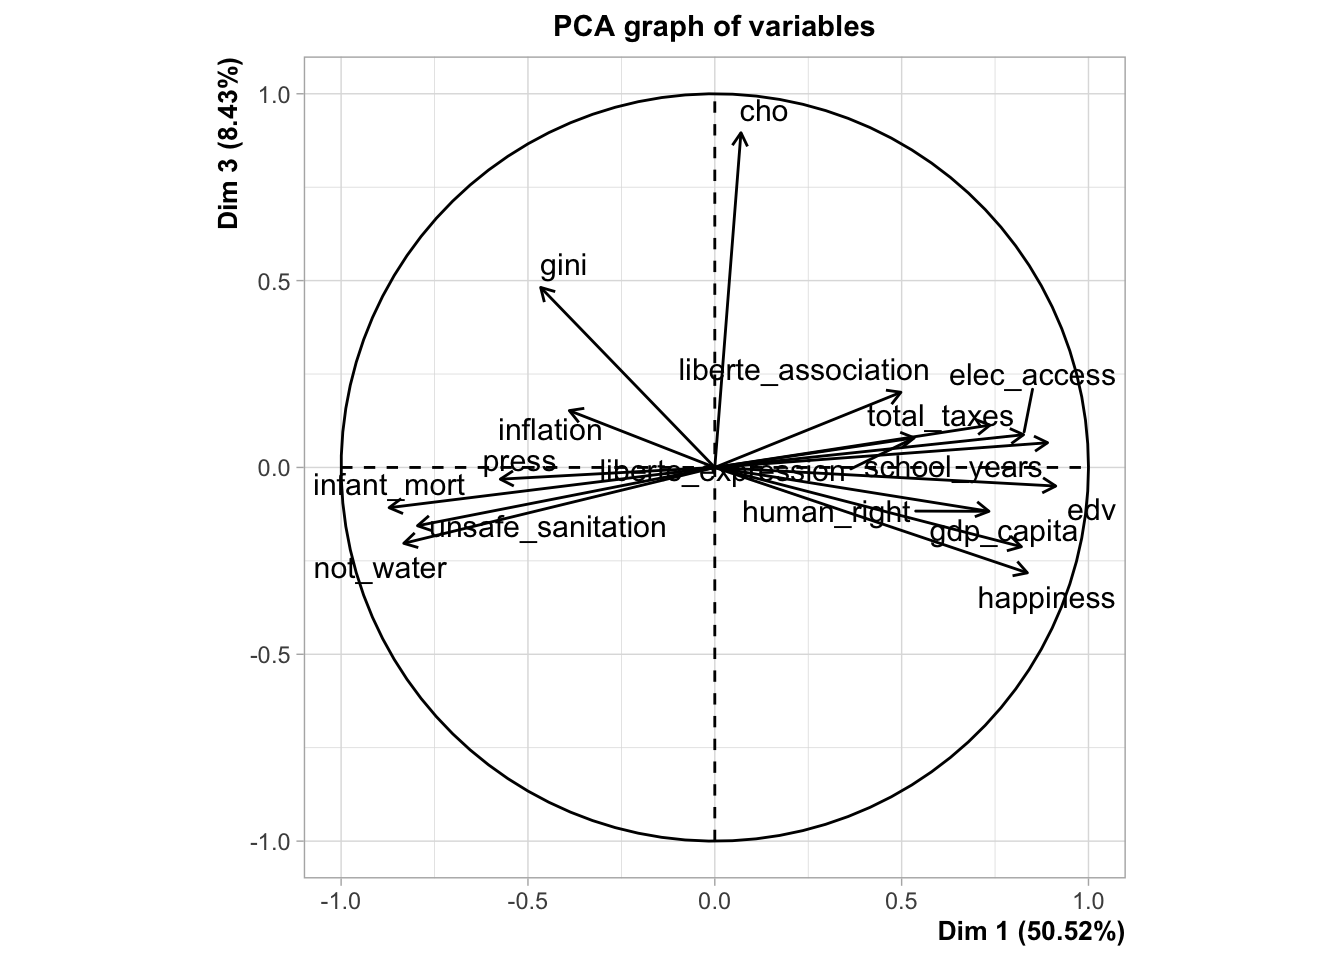 PCA graph of variables
Dim 3 (8.43%)
1.0
0.5
0.0
-0.5
-1.0
cho
gini
liberte_association
elec_access
total_taxes
inflation
press
liberte_expression
school_years
infant_mort
human_right
edv
unsafe_sanitation
gdp_capita
not_water
happiness
-1.0
-0.5
0.0
0.5
1.0
Dim 1 (50.52%)